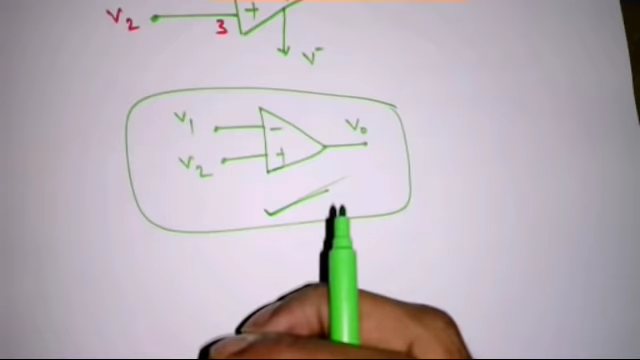 V₂ 3 +
V⁻
V₁ −
V₀
V₂ +